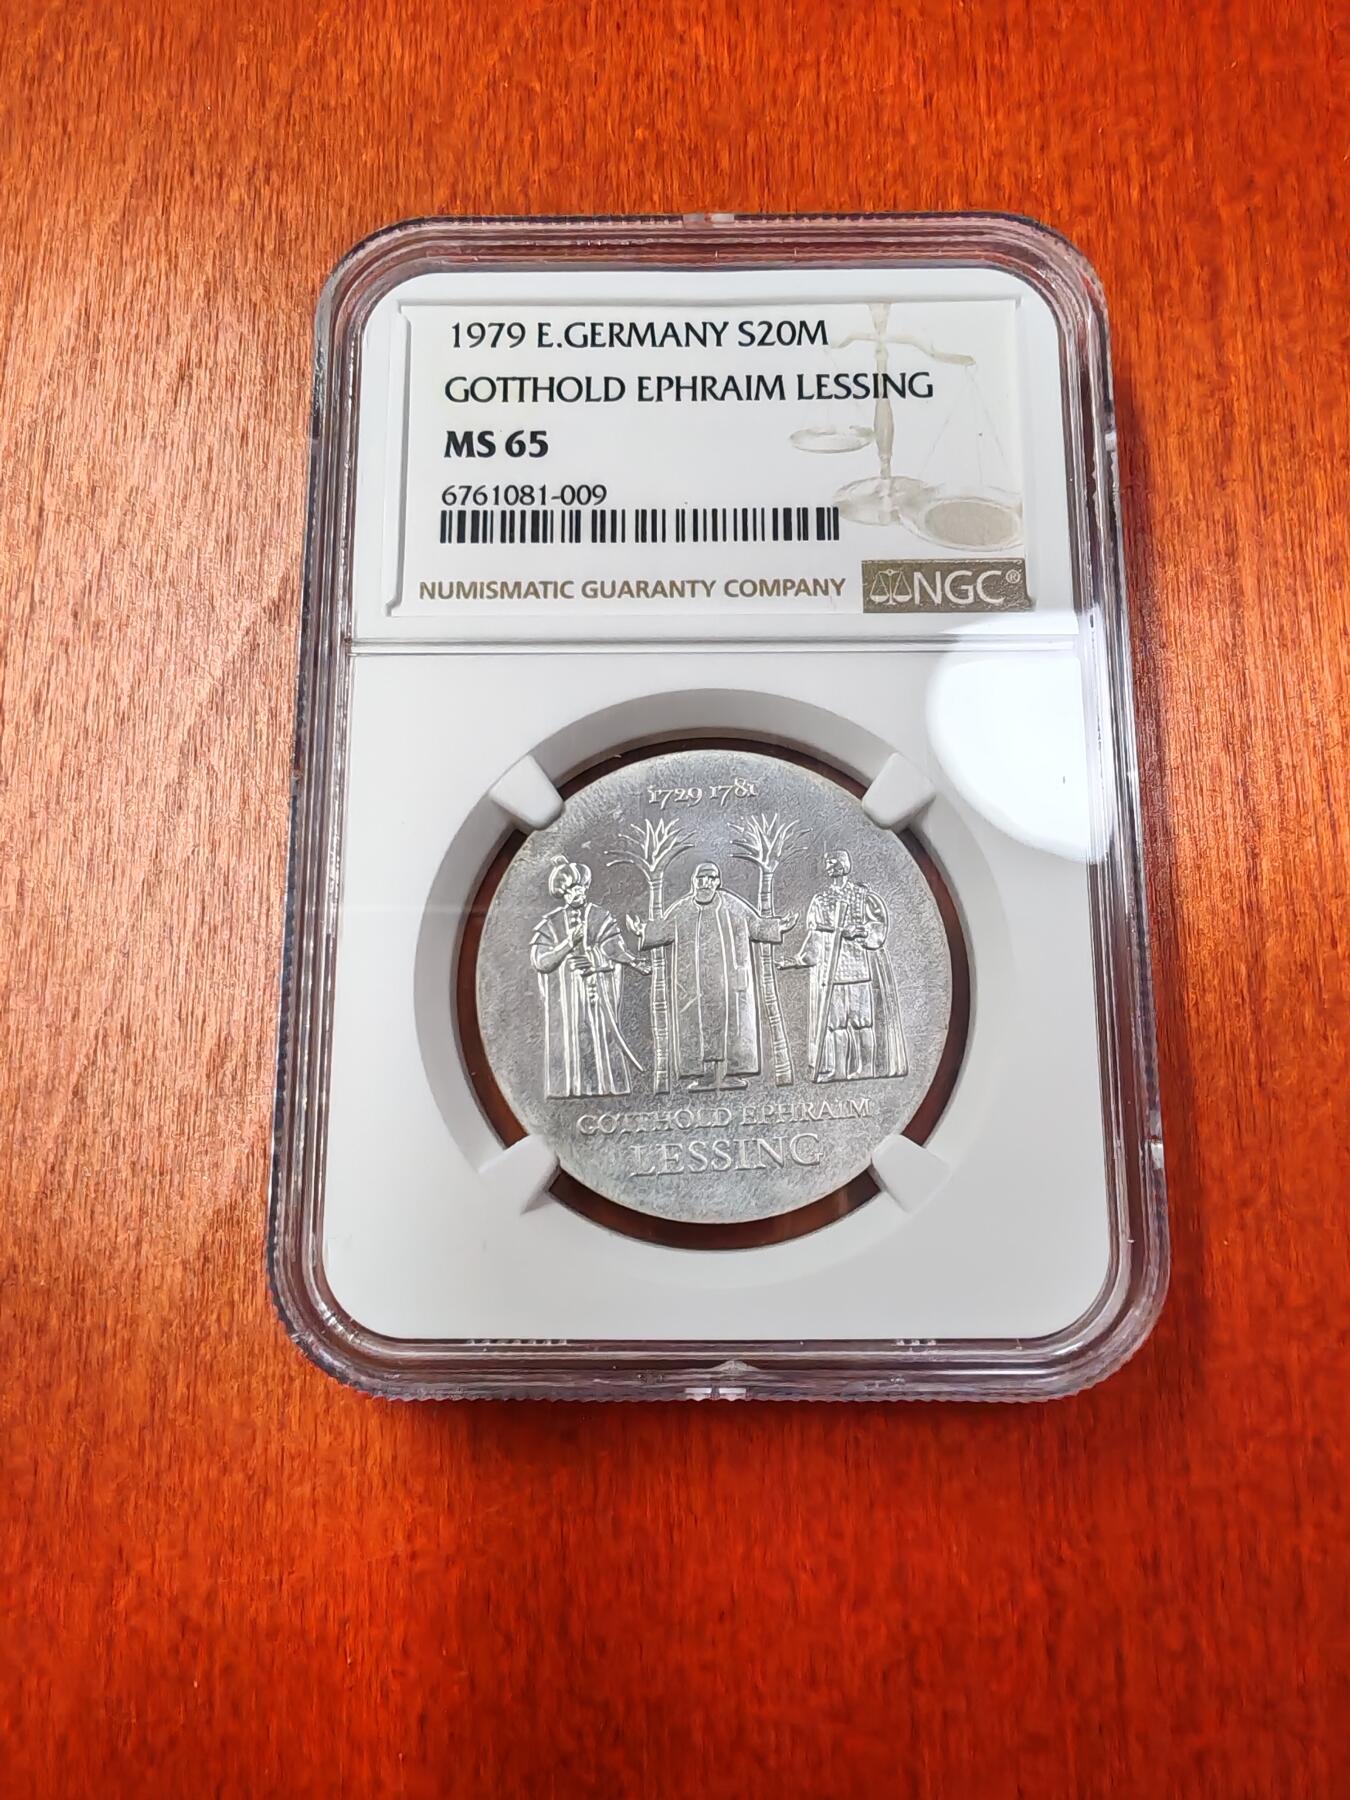 1979 E.GERMANY S20M
GOTTHOLD EPHRAIM LESSING
MS 65
6761081-009
NUMISMATIC GUARANTY COMPANY NGC®
1729 1781
GOTTHOLD EPHRAIM
LESSING